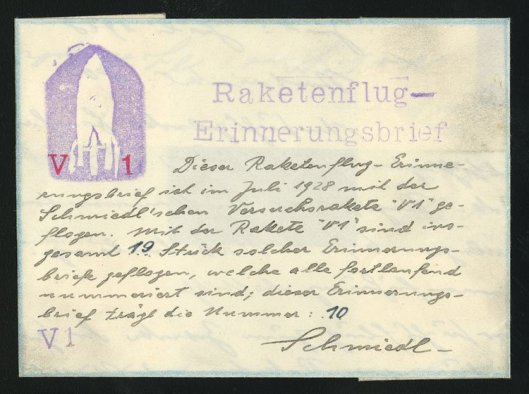 Raketenflug-
Erinnerungsbrief
V 1
Dieser Raketenflug-Erinne-
rungsbrief ist im Juli 1928 mit der
Schmiedl'schen Versuchsrakete "V1" ge-
flogen. Mit der Rakete "V1" sind ins-
gesamt 19 Stück solcher Erinnerungs-
briefe geflogen, welche alle fortlaufend
nummeriert sind; dieser Erinnerungs-
brief trägt die Nummer: 10
V1
Schmiedl-